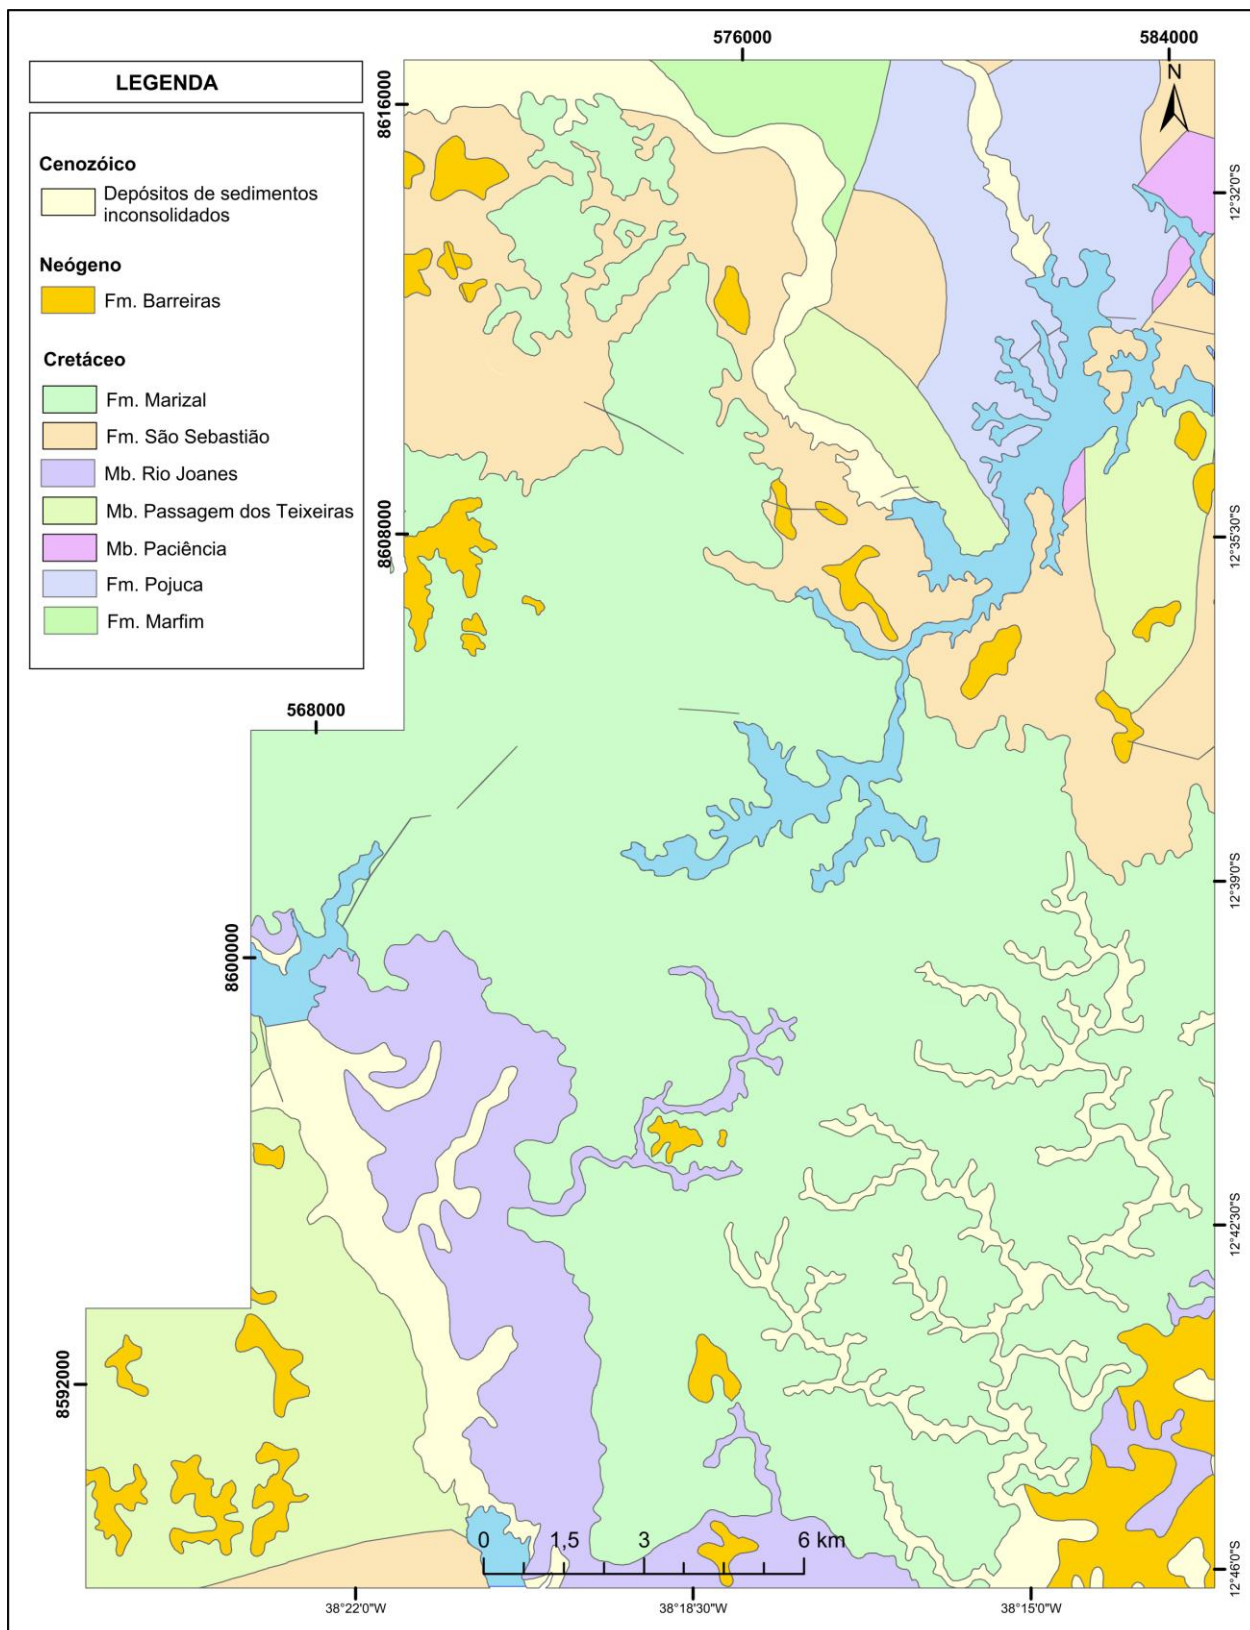 576000
584000
LEGENDA
N
8616000
Cenozóico
Depósitos de sedimentos
inconsolidados
12°32'0"S
Neógeno
Fm. Barreiras
Cretáceo
Fm. Marizal
Fm. São Sebastião
Mb. Rio Joanes
Mb. Passagem dos Teixeiras
Mb. Paciência
Fm. Pojuca
Fm. Marfim
8608000
12°35'30"S
568000
12°39'0"S
8600000
12°42'30"S
8592000
0 1,5 3 6 km
12°46'0"S
38°22'0"W
38°18'30"W
38°15'0"W